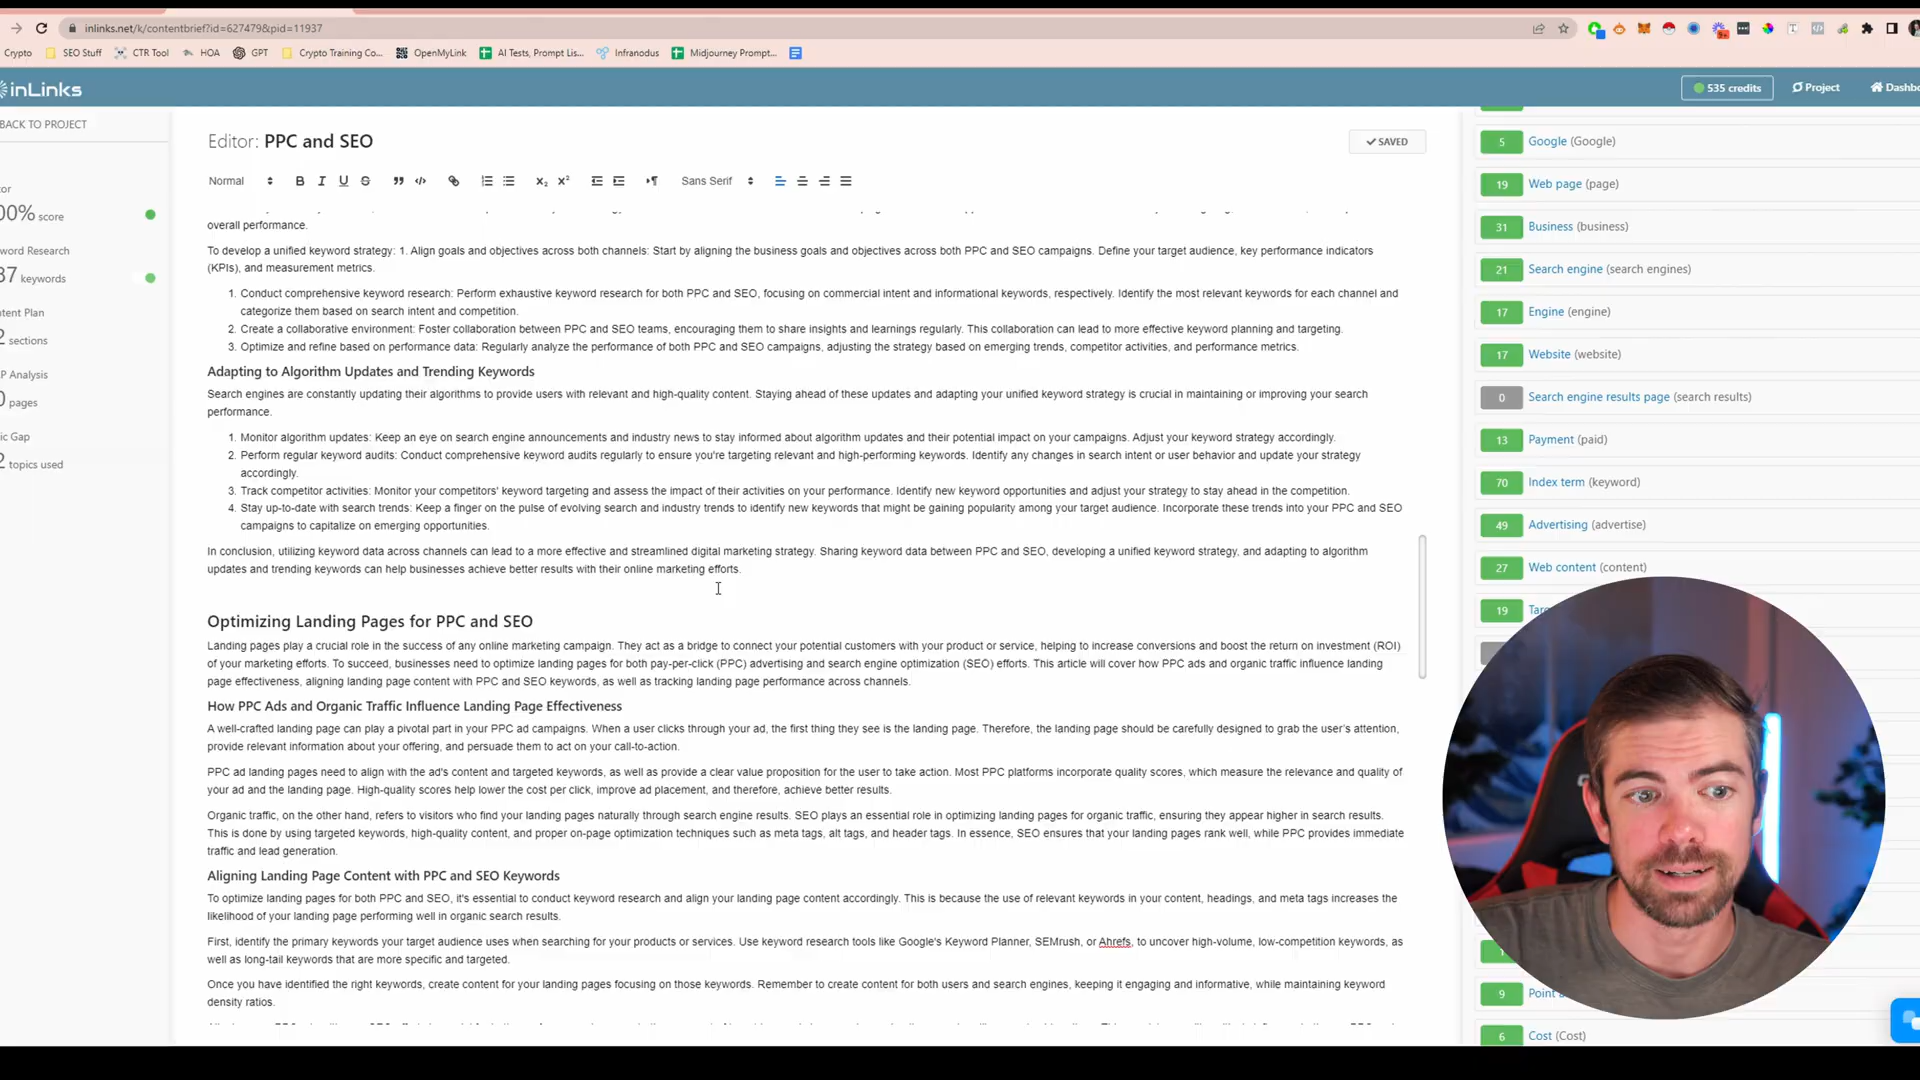 inlinks.net/k/contentbrief?id=627479&pid=11937
Crypto
SEO Stuff
CTR Tool
HOA
GPT
Crypto Training Co...
OpenMyLink
AI Tests, Prompt Lis...
Infranodus
Midjourney Prompt...
inLinks
535 credits
Project
Dashbo
BACK TO PROJECT
Editor: PPC and SEO
SAVED
Normal
Sans Serif
00% score
word Research
37 keywords
ntent Plan
2 sections
P Analysis
0 pages
ic Gap
2 topics used
overall performance.
To develop a unified keyword strategy: 1. Align goals and objectives across both channels: Start by aligning the business goals and objectives across both PPC and SEO campaigns. Define your target audience, key performance indicators
(KPIs), and measurement metrics.
1. Conduct comprehensive keyword research: Perform exhaustive keyword research for both PPC and SEO, focusing on commercial intent and informational keywords, respectively. Identify the most relevant keywords for each channel and
categorize them based on search intent and competition.
2. Create a collaborative environment: Foster collaboration between PPC and SEO teams, encouraging them to share insights and learnings regularly. This collaboration can lead to more effective keyword planning and targeting.
3. Optimize and refine based on performance data: Regularly analyze the performance of both PPC and SEO campaigns, adjusting the strategy based on emerging trends, competitor activities, and performance metrics.
Adapting to Algorithm Updates and Trending Keywords
Search engines are constantly updating their algorithms to provide users with relevant and high-quality content. Staying ahead of these updates and adapting your unified keyword strategy is crucial in maintaining or improving your search
performance.
1. Monitor algorithm updates: Keep an eye on search engine announcements and industry news to stay informed about algorithm updates and their potential impact on your campaigns. Adjust your keyword strategy accordingly.
2. Perform regular keyword audits: Conduct comprehensive keyword audits regularly to ensure you're targeting relevant and high-performing keywords. Identify any changes in search intent or user behavior and update your strategy
accordingly.
3. Track competitor activities: Monitor your competitors' keyword targeting and assess the impact of their activities on your performance. Identify new keyword opportunities and adjust your strategy to stay ahead in the competition.
4. Stay up-to-date with search trends: Keep a finger on the pulse of evolving search and industry trends to identify new keywords that might be gaining popularity among your target audience. Incorporate these trends into your PPC and SEO
campaigns to capitalize on emerging opportunities.
In conclusion, utilizing keyword data across channels can lead to a more effective and streamlined digital marketing strategy. Sharing keyword data between PPC and SEO, developing a unified keyword strategy, and adapting to algorithm
updates and trending keywords can help businesses achieve better results with their online marketing efforts.
Optimizing Landing Pages for PPC and SEO
Landing pages play a crucial role in the success of any online marketing campaign. They act as a bridge to connect your potential customers with your product or service, helping to increase conversions and boost the return on investment (ROI)
of your marketing efforts. To succeed, businesses need to optimize landing pages for both pay-per-click (PPC) advertising and search engine optimization (SEO) efforts. This article will cover how PPC ads and organic traffic influence landing
page effectiveness, aligning landing page content with PPC and SEO keywords, as well as tracking landing page performance across channels.
How PPC Ads and Organic Traffic Influence Landing Page Effectiveness
A well-crafted landing page can play a pivotal part in your PPC ad campaigns. When a user clicks through your ad, the first thing they see is the landing page. Therefore, the landing page should be carefully designed to grab the user's attention,
provide relevant information about your offering, and persuade them to act on your call-to-action.
PPC ad landing pages need to align with the ad's content and targeted keywords, as well as provide a clear value proposition for the user to take action. Most PPC platforms incorporate quality scores, which measure the relevance and quality of
your ad and the landing page. High-quality scores help lower the cost per click, improve ad placement, and therefore, achieve better results.
Organic traffic, on the other hand, refers to visitors who find your landing pages naturally through search engine results. SEO plays an essential role in optimizing landing pages for organic traffic, ensuring they appear higher in search results.
This is done by using targeted keywords, high-quality content, and proper on-page optimization techniques such as meta tags, alt tags, and header tags. In essence, SEO ensures that your landing pages rank well, while PPC provides immediate
traffic and lead generation.
Aligning Landing Page Content with PPC and SEO Keywords
To optimize landing pages for both PPC and SEO, it's essential to conduct keyword research and align your landing page content accordingly. This is because the use of relevant keywords in your content, headings, and meta tags increases the
likelihood of your landing page performing well in organic search results.
First, identify the primary keywords your target audience uses when searching for your products or services. Use keyword research tools like Google's Keyword Planner, SEMrush, or Ahrefs, to uncover high-volume, low-competition keywords, as
well as long-tail keywords that are more specific and targeted.
Once you have identified the right keywords, create content for your landing pages focusing on those keywords. Remember to create content for both users and search engines, keeping it engaging and informative, while maintaining keyword
density ratios.
5 Google (Google)
19 Web page (page)
31 Business (business)
21 Search engine (search engines)
17 Engine (engine)
17 Website (website)
0 Search engine results page (search results)
13 Payment (paid)
70 Index term (keyword)
49 Advertising (advertise)
27 Web content (content)
19
9 Point
6 Cost (Cost)